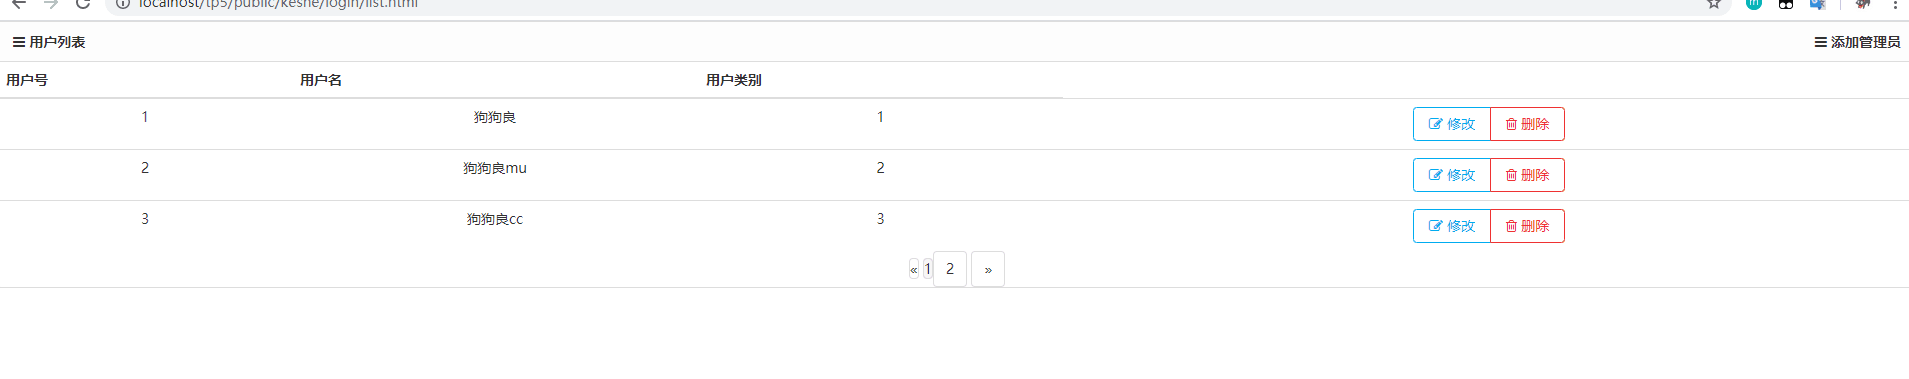 localhost/tp5/public/keshe/login/list.html
用户列表 添加管理员
用户号 用户名 用户类别
1 狗狗良 1 修改 删除
2 狗狗良mu 2 修改 删除
3 狗狗良cc 3 修改 删除
« 1 2 »